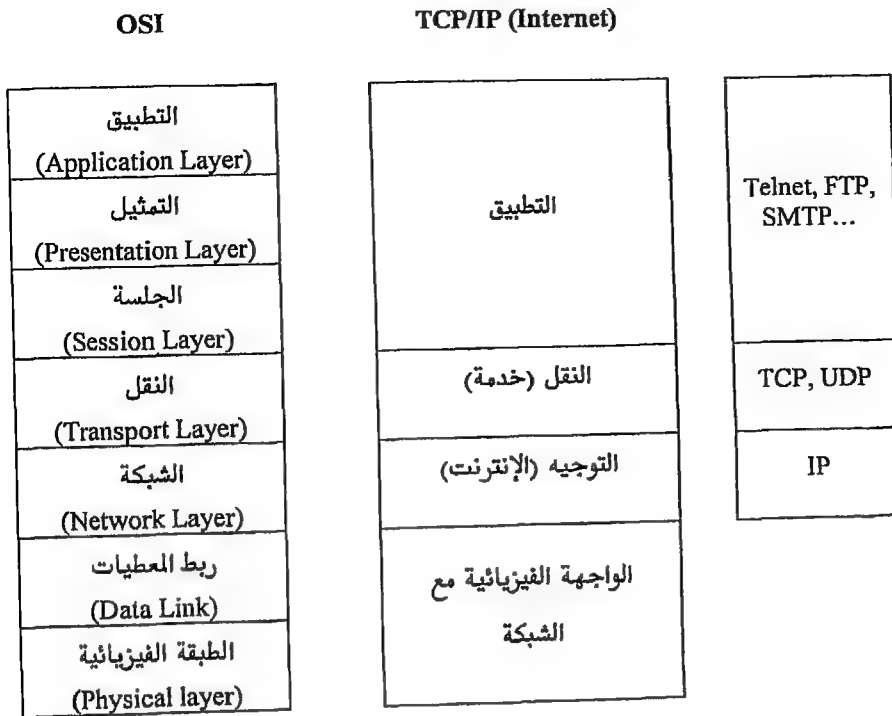 OSI
TCP/IP (Internet)
التطبيق
(Application Layer)
التمثيل
(Presentation Layer)
الجلسة
(Session Layer)
النقل
(Transport Layer)
الشبكة
(Network Layer)
ربط المعطيات
(Data Link)
الطبقة الفيزيائية
(Physical layer)
التطبيق
النقل (خدمة)
التوجيه (الإنترنت)
الواجهة الفيزيائية مع
الشبكة
Telnet, FTP,
SMTP...
TCP, UDP
IP